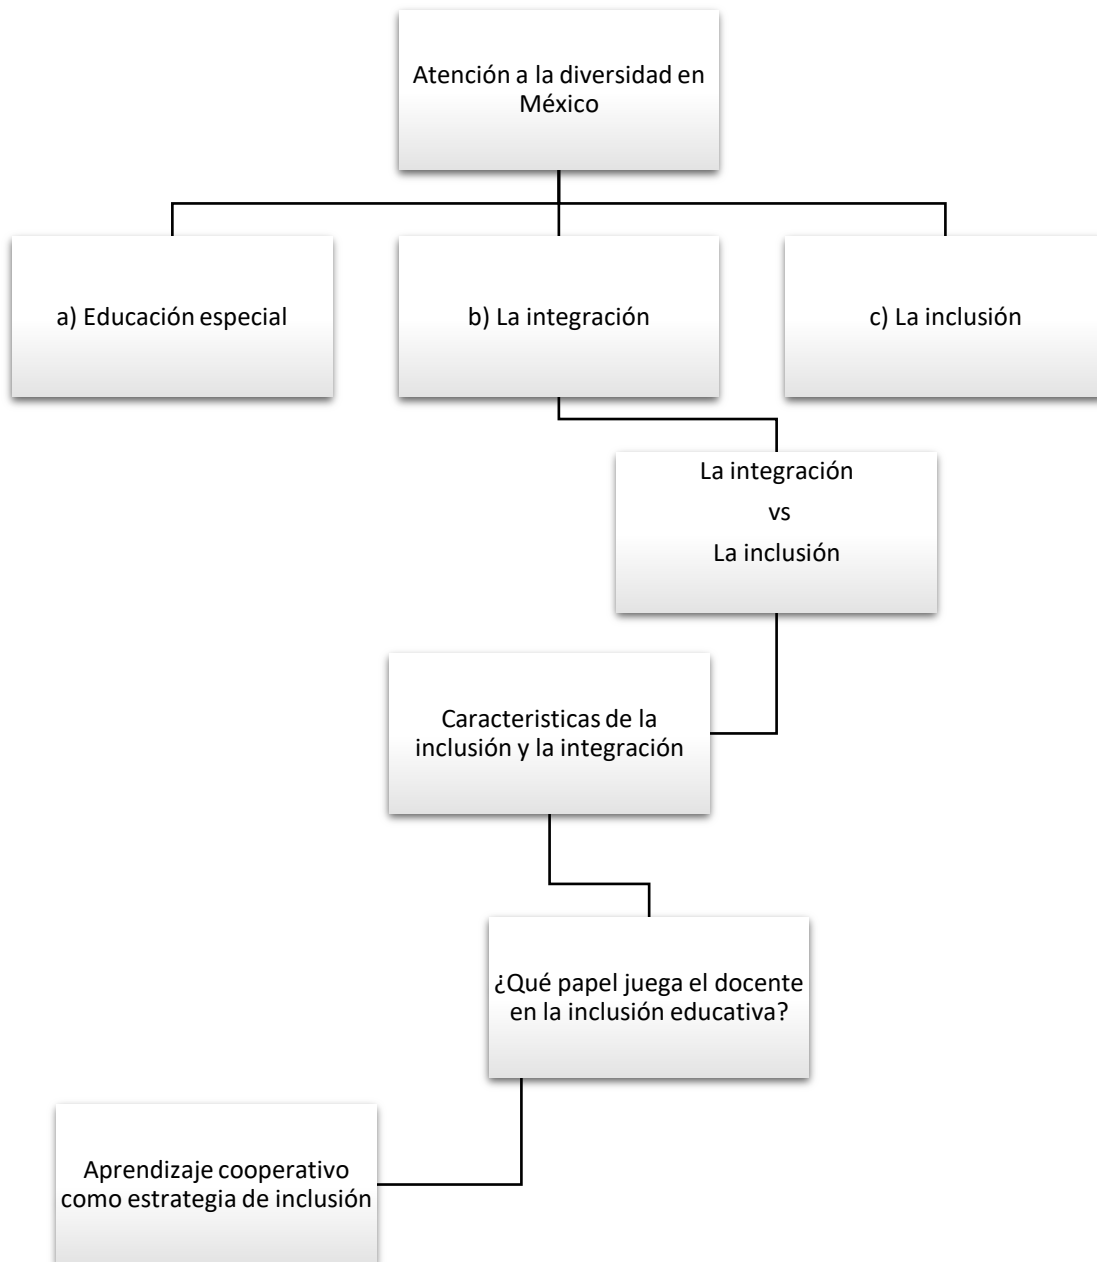 Atención a la diversidad en
México
a) Educación especial
b) La integración
c) La inclusión
La integración
vs
La inclusión
Caracteristicas de la
inclusión y la integración
¿Qué papel juega el docente
en la inclusión educativa?
Aprendizaje cooperativo
como estrategia de inclusión